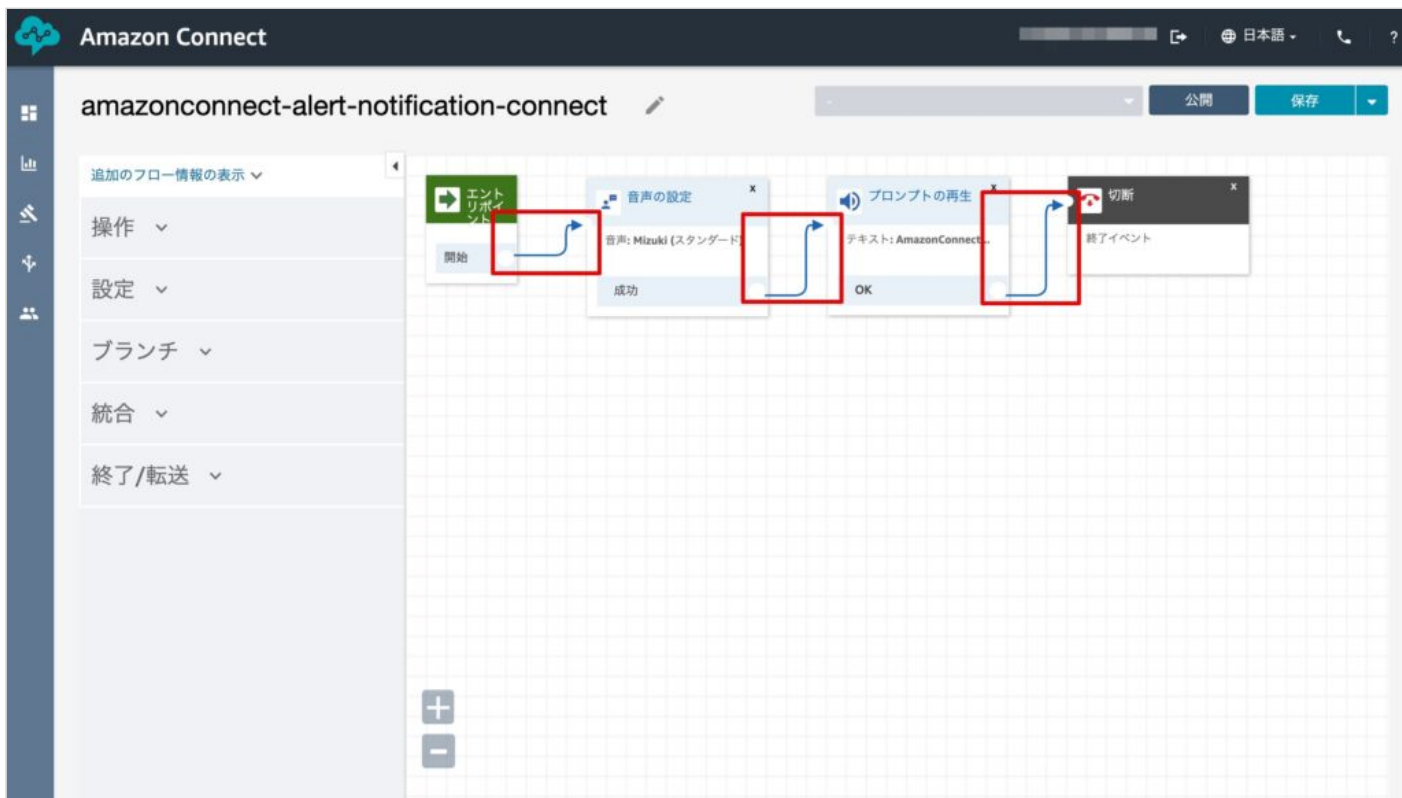 Amazon Connect
日本語
?
amazonconnect-alert-notification-connect
公開
保存
追加のフロー情報の表示
操作
設定
ブランチ
統合
終了/転送
エント
リポイ
ント
開始
x
音声の設定
音声: Mizuki (スタンダード)
成功
x
プロンプトの再生
テキスト: AmazonConnect...
OK
x
切断
終了イベント